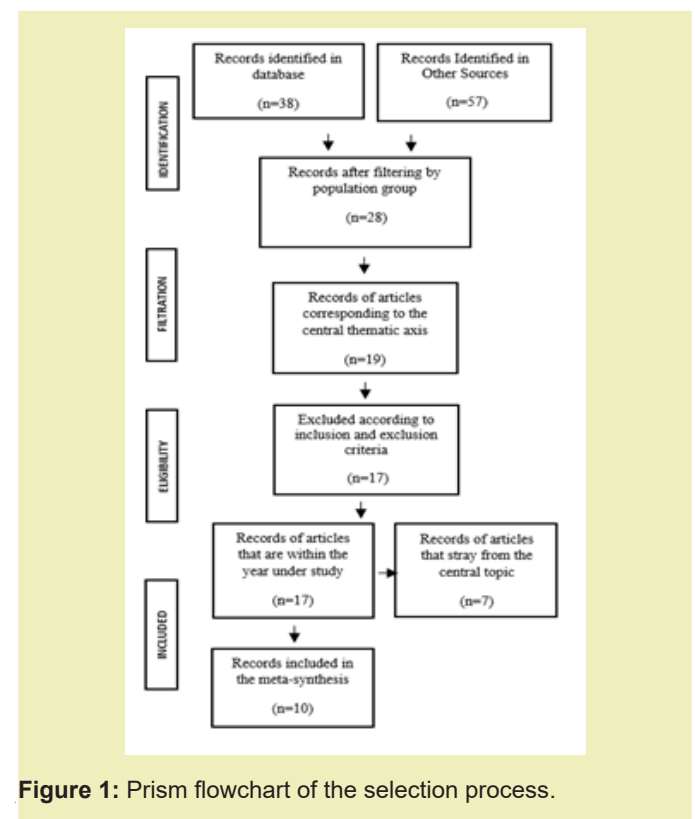 Records identified in
database
(n=38)
Records Identified in
Other Sources
(n=57)
IDENTIFICATION
Records after filtering by
population group
(n=28)
FILTRATION
Records of articles
corresponding to the
central thematic axis
(n=19)
ELIGIBILITY
Excluded according to
inclusion and exclusion
criteria
(n=17)
Records of articles
that are within the
year under study
(n=17)
Records of articles
that stray from the
central topic
(n=7)
INCLUDED
Records included in
the meta-synthesis
(n=10)
Figure 1: Prism flowchart of the selection process.